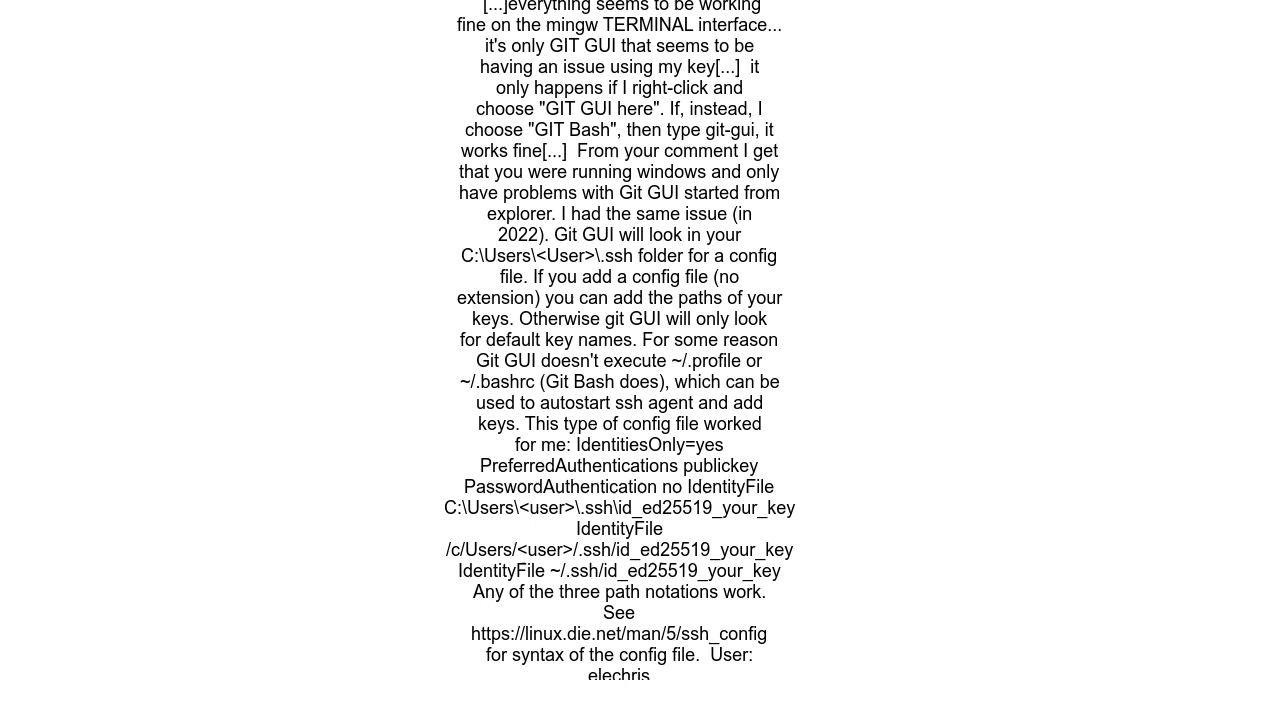 [...]everything seems to be working
fine on the mingw TERMINAL interface...
it's only GIT GUI that seems to be
having an issue using my key[...]  it
only happens if I right-click and
choose "GIT GUI here". If, instead, I
choose "GIT Bash", then type git-gui, it
works fine[...]  From your comment I get
that you were running windows and only
have problems with Git GUI started from
explorer. I had the same issue (in
2022). Git GUI will look in your
C:\Users\<User>\.ssh folder for a config
file. If you add a config file (no
extension) you can add the paths of your
keys. Otherwise git GUI will only look
for default key names. For some reason
Git GUI doesn't execute ~/.profile or
~/.bashrc (Git Bash does), which can be
used to autostart ssh agent and add
keys. This type of config file worked
for me: IdentitiesOnly=yes
PreferredAuthentications publickey
PasswordAuthentication no IdentityFile
C:\Users\<user>\.ssh\id_ed25519_your_key
IdentityFile
/c/Users/<user>/.ssh/id_ed25519_your_key
IdentityFile ~/.ssh/id_ed25519_your_key
Any of the three path notations work.
See
https://linux.die.net/man/5/ssh_config
for syntax of the config file.  User:
elechris